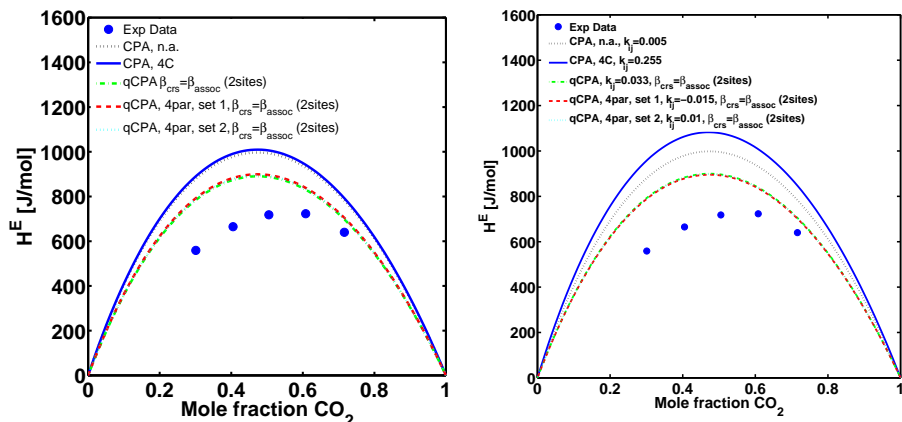 1600
1400
1200
1000
800
600
400
200
0
H^E [J/mol]
Exp Data
CPA, n.a.
CPA, 4C
qCPA β_crs=β_assoc (2sites)
qCPA, 4par, set 1, β_crs=β_assoc (2sites)
qCPA, 4par, set 2, β_crs=β_assoc (2sites)
0 0.2 0.4 0.6 0.8 1
Mole fraction CO_2
1600
1400
1200
1000
800
600
400
200
0
H^E [J/mol]
Exp Data
CPA, n.a., k_ij=0.005
CPA, 4C, k_ij=0.255
qCPA, k_ij=0.033, β_crs=β_assoc (2sites)
qCPA, 4par, set 1, k_ij=−0.015, β_crs=β_assoc (2sites)
qCPA, 4par, set 2, k_ij=0.01, β_crs=β_assoc (2sites)
0 0.2 0.4 0.6 0.8 1
Mole fraction CO_2